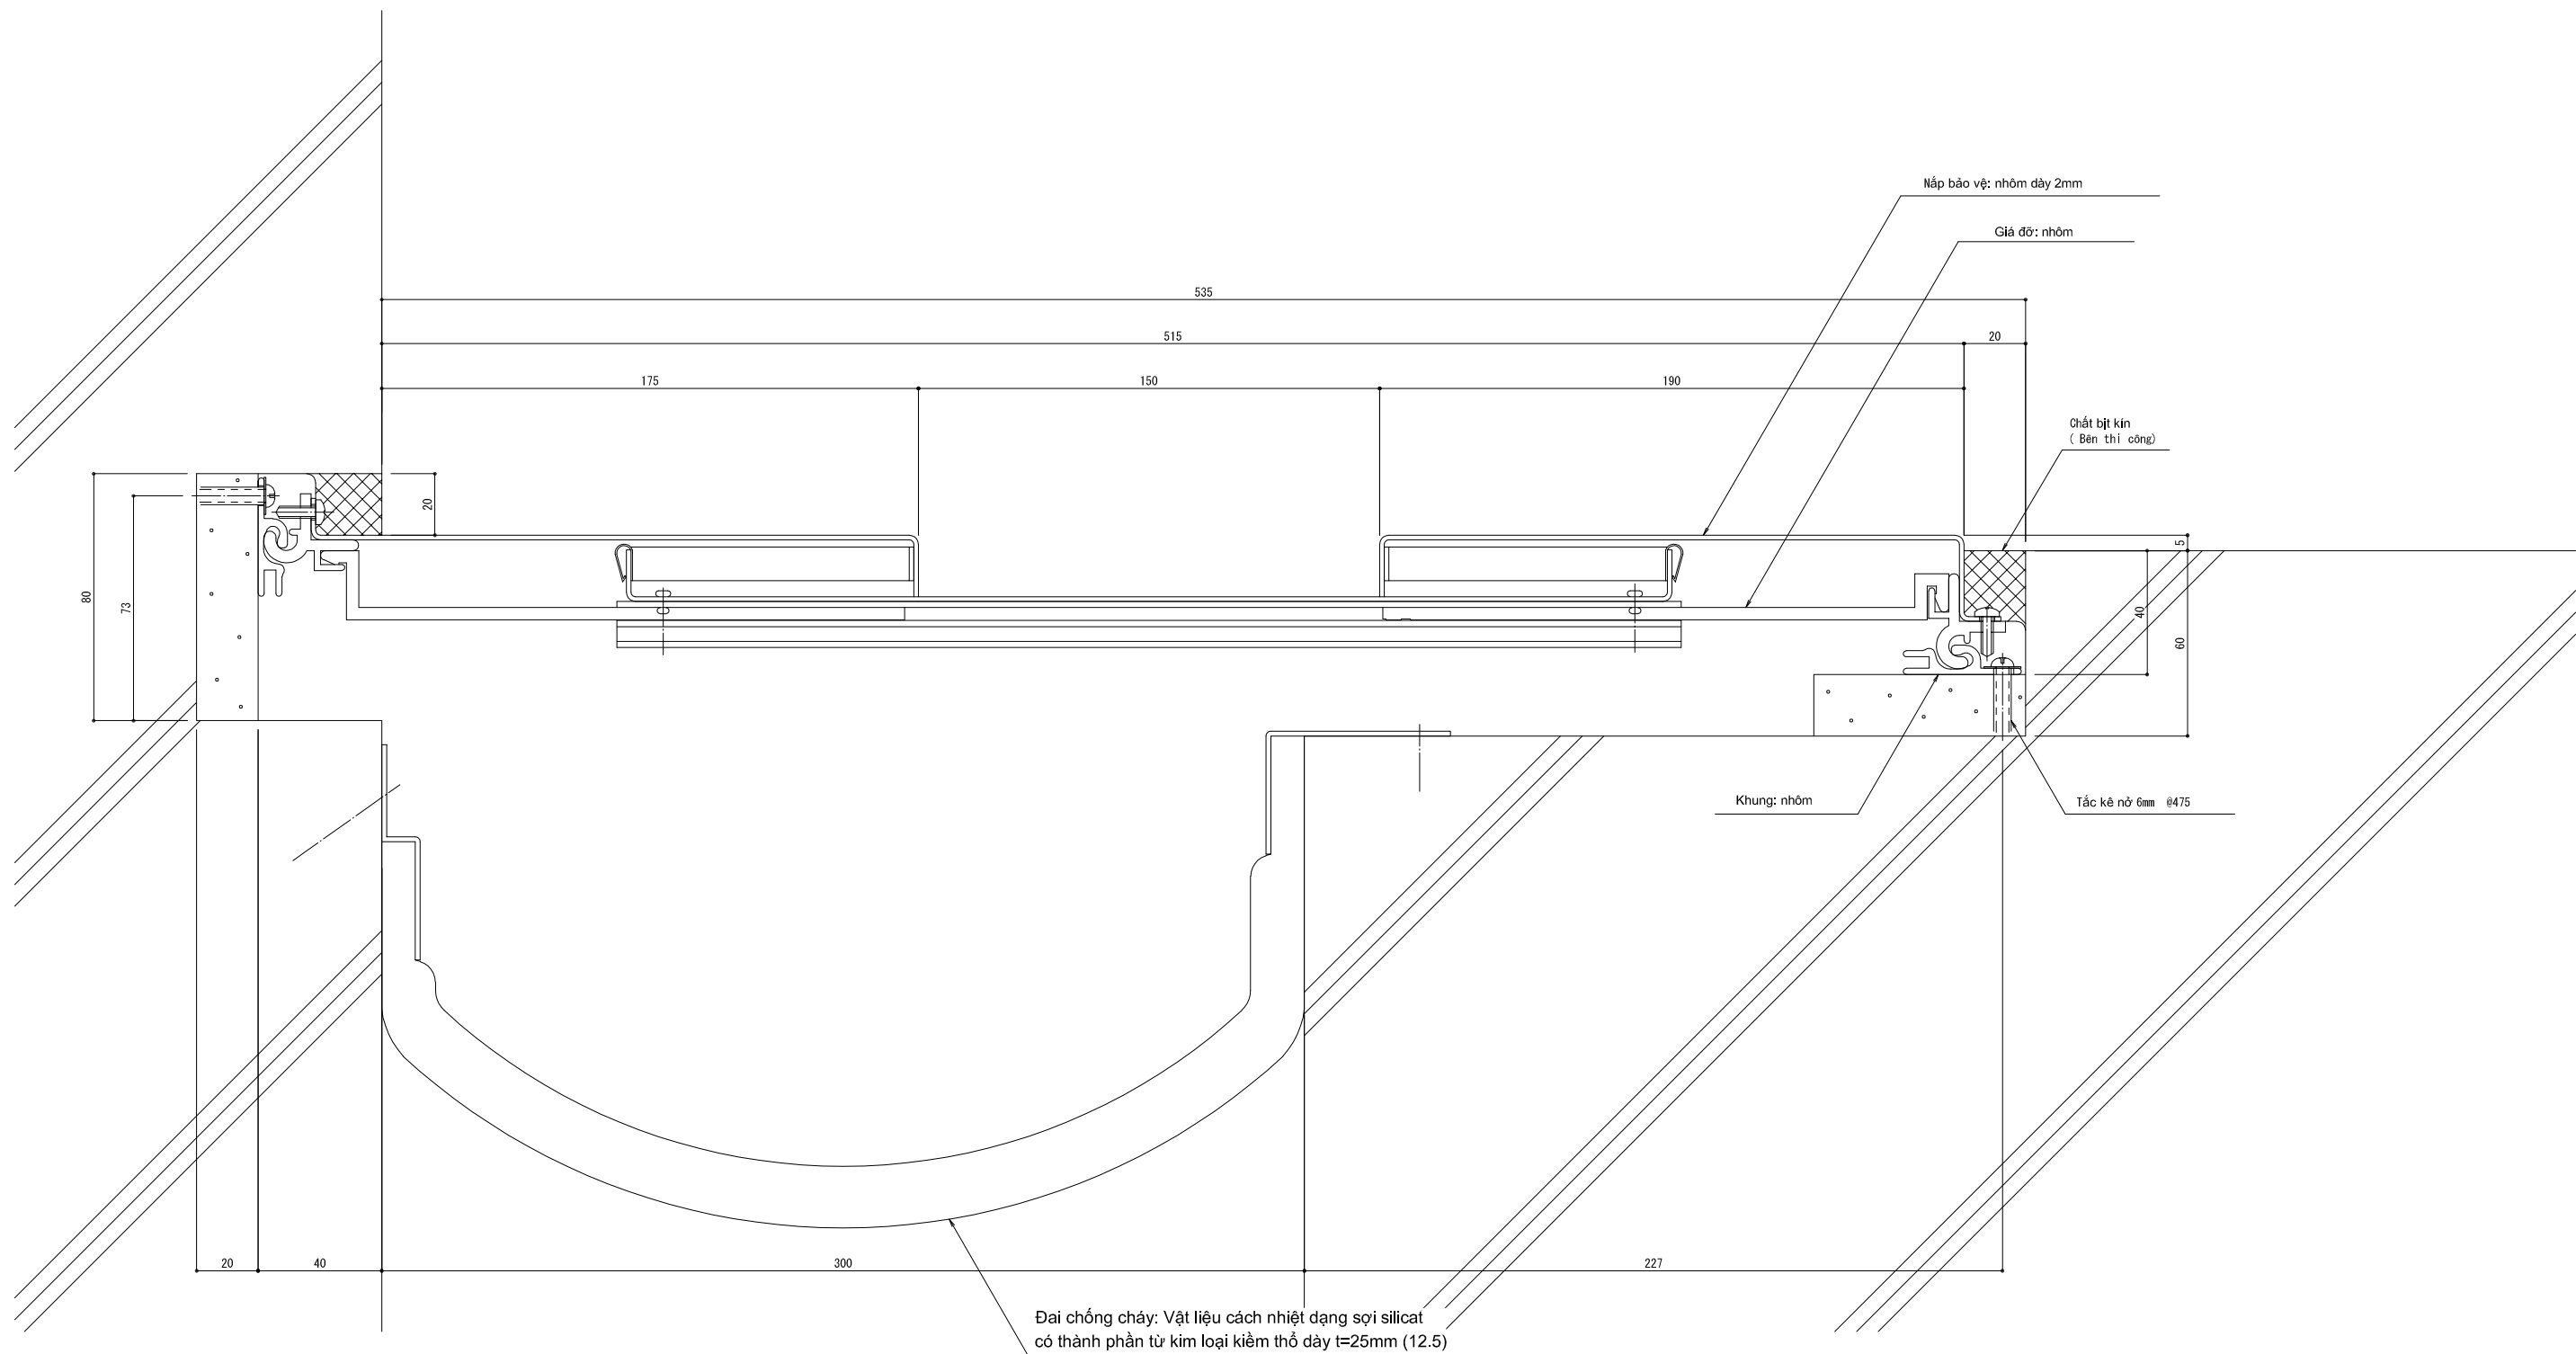 Nắp bảo vệ: nhôm dày 2mm
Giá đỡ: nhôm
535
515
20
175
150
190
Chất bịt kín
( Bên thi công)
20
5
80
73
40
60
Khung: nhôm
Tắc kê nở 6mm @475
20
40
300
227
Đai chống cháy: Vật liệu cách nhiệt dạng sợi silicat
có thành phần từ kim loại kiềm thổ dày t=25mm (12.5)